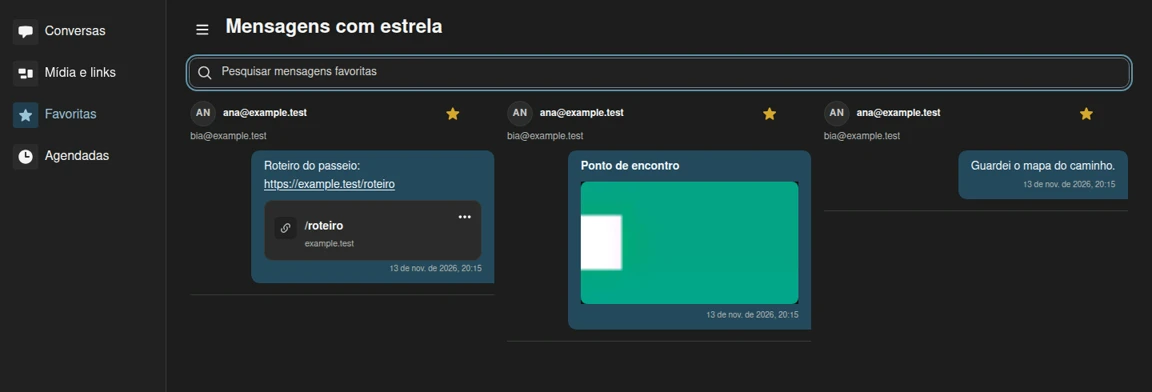 Conversas
Mídia e links
Favoritas
Agendadas
Mensagens com estrela
Pesquisar mensagens favoritas
AN ana@example.test
bia@example.test
Roteiro do passeio:
https://example.test/roteiro
/roteiro
example.test
13 de nov. de 2026, 20:15
AN ana@example.test
bia@example.test
Ponto de encontro
13 de nov. de 2026, 20:15
AN ana@example.test
bia@example.test
Guardei o mapa do caminho.
13 de nov. de 2026, 20:15